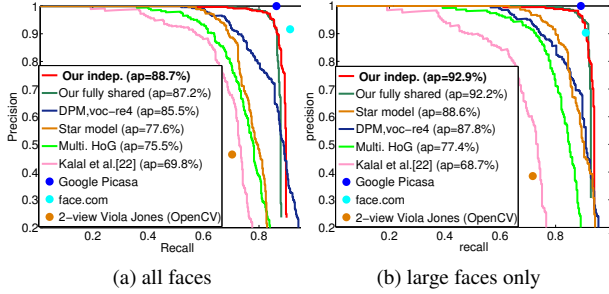 1
0.9
0.8
0.7
0.6
0.5
0.4
0.3
0.2
Precision
Our indep. (ap=88.7%)
Our fully shared (ap=87.2%)
DPM,voc-re4 (ap=85.5%)
Star model (ap=77.6%)
Multi. HoG (ap=75.5%)
Kalal et al.[22] (ap=69.8%)
Google Picasa
face.com
2-view Viola Jones (OpenCV)
0.2 0.4 0.6 0.8
Recall
(a) all faces
1
0.9
0.8
0.7
0.6
0.5
0.4
0.3
0.2
precision
Our indep. (ap=92.9%)
Our fully shared (ap=92.2%)
Star model (ap=88.6%)
DPM,voc-re4 (ap=87.8%)
Multi. HoG (ap=77.4%)
Kalal et al.[22] (ap=68.7%)
Google Picasa
face.com
2-view Viola Jones (OpenCV)
0.2 0.4 0.6 0.8
recall
(b) large faces only